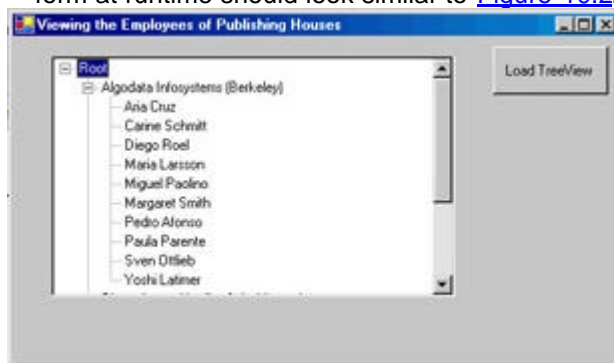 form at runtime should look similar to Figure
Viewing the Employees of Publishing Houses
Load TreeView
Root
Algodata Infosystems (Berkeley)
Aria Cruz
Carine Schmitt
Diego Roel
Maria Larsson
Miguel Paolino
Margaret Smith
Pedro Afonso
Paula Parente
Sven Ottlieb
Yoshi Latimer